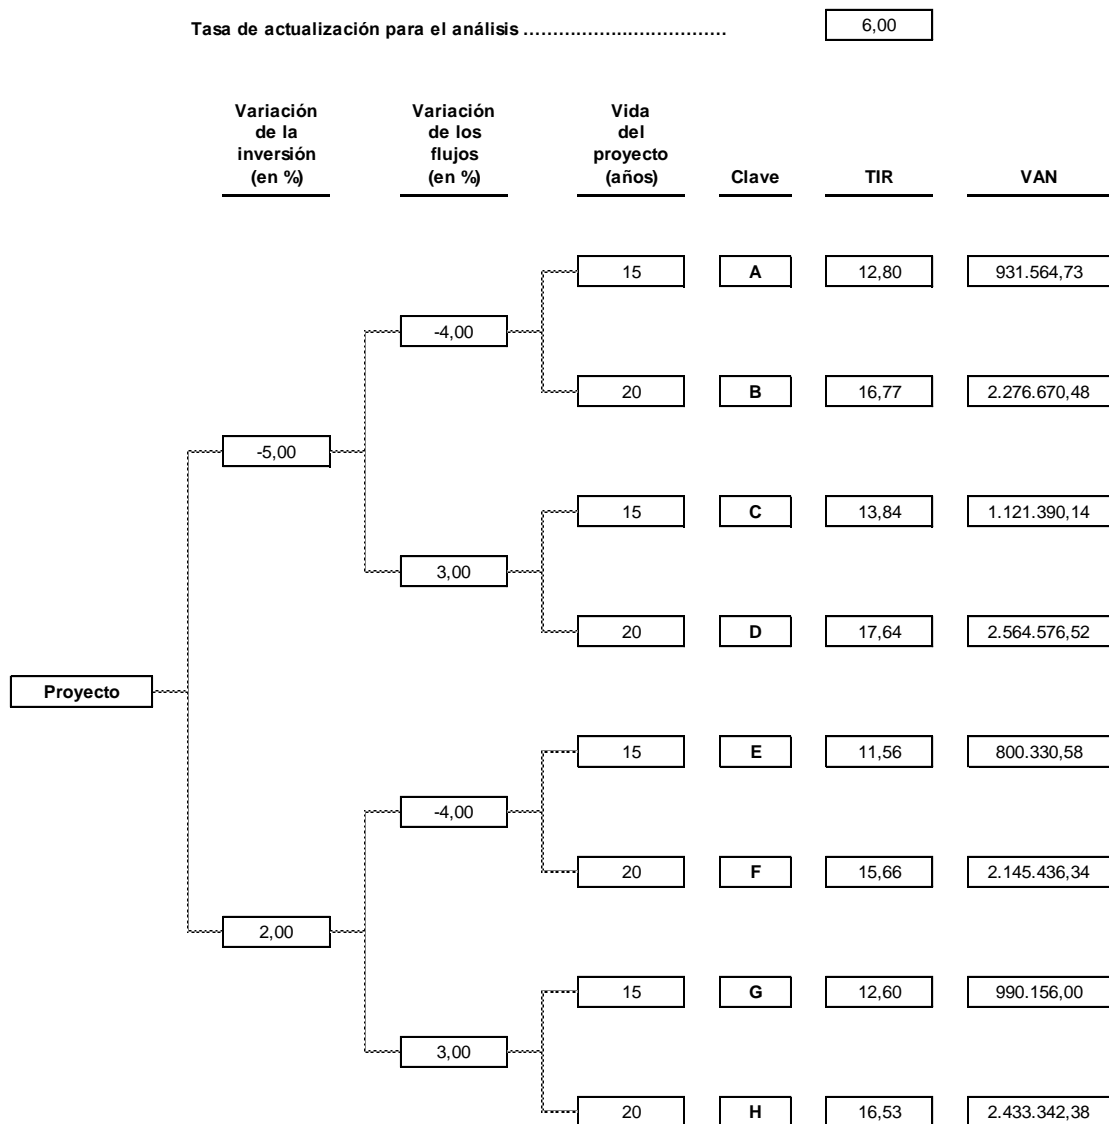 Tasa de actualización para el análisis ................................... 6,00
Variación Variación Vida
de la de los del
inversión flujos proyecto
(en %) (en %) (años) Clave TIR VAN
15 A 12,80 931.564,73
-4,00
20 B 16,77 2.276.670,48
-5,00
15 C 13,84 1.121.390,14
3,00
20 D 17,64 2.564.576,52
Proyecto
15 E 11,56 800.330,58
-4,00
20 F 15,66 2.145.436,34
2,00
15 G 12,60 990.156,00
3,00
20 H 16,53 2.433.342,38